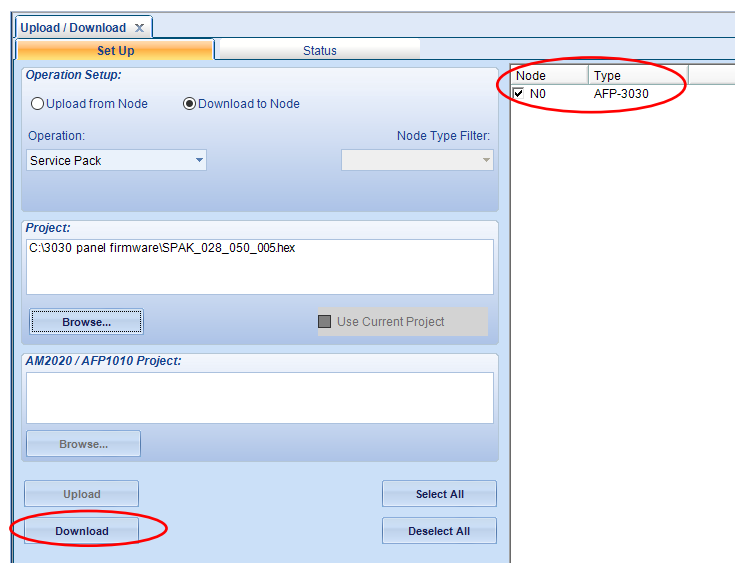 Upload / Download X
Set Up Status
Operation Setup:
Upload from Node Download to Node
Operation: Node Type Filter:
Service Pack
Project:
C:\3030 panel firmware\SPAK_028_050_005.hex
Browse... Use Current Project
AM2020 / AFP1010 Project:
Browse...
Upload Select All
Download Deselect All
Node Type
N0 AFP-3030